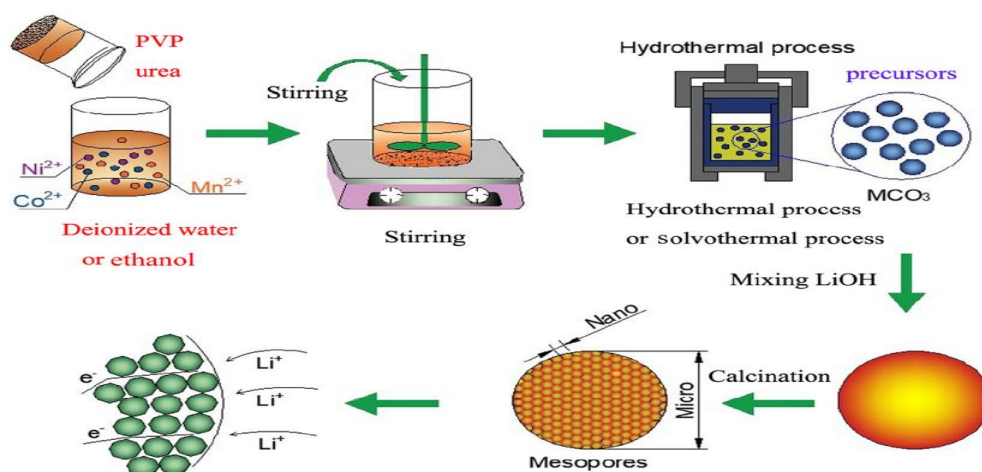 PVP
urea
Ni²⁺
Co²⁺
Mn²⁺
Deionized water
or ethanol
Stirring
Stirring
Hydrothermal process
precursors
MCO₃
Hydrothermal process
or solvothermal process
Mixing LiOH
Calcination
Nano
Micro
Mesopores
Li⁺
e⁻
Li⁺
e⁻
Li⁺